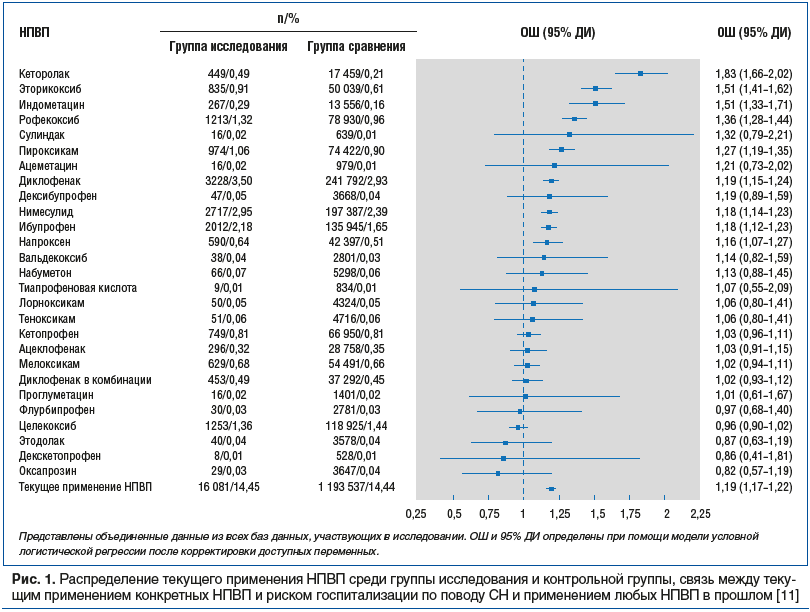 НПВП n/% ОШ (95% ДИ) ОШ (95% ДИ)
Группа исследования Группа сравнения
Кеторолак 449/0,49 17 459/0,21 1,83 (1,66–2,02)
Эторикоксиб 835/0,91 50 039/0,61 1,51 (1,41–1,62)
Индометацин 267/0,29 13 556/0,16 1,51 (1,33–1,71)
Рофекоксиб 1213/1,32 78 930/0,96 1,36 (1,28–1,44)
Сулиндак 16/0,02 639/0,01 1,32 (0,79–2,21)
Пироксикам 974/1,06 74 422/0,90 1,27 (1,19–1,35)
Ацеметацин 16/0,02 979/0,01 1,21 (0,73–2,02)
Диклофенак 3228/3,50 241 792/2,93 1,19 (1,15–1,24)
Дексибупрофен 47/0,05 3668/0,04 1,19 (0,89–1,59)
Нимесулид 2717/2,95 197 387/2,39 1,18 (1,14–1,23)
Ибупрофен 2012/2,18 135 945/1,65 1,18 (1,12–1,23)
Напроксен 590/0,64 42 397/0,51 1,16 (1,07–1,27)
Вальдекоксиб 38/0,04 2801/0,03 1,14 (0,82–1,59)
Набуметон 66/0,07 5298/0,06 1,13 (0,88–1,45)
Тиапрофеновая кислота 9/0,01 834/0,01 1,07 (0,55–2,09)
Лорноксикам 50/0,05 4324/0,05 1,06 (0,80–1,41)
Теноксикам 51/0,06 4716/0,06 1,06 (0,80–1,41)
Кетопрофен 749/0,81 66 950/0,81 1,03 (0,96–1,11)
Ацеклофенак 296/0,32 28 758/0,35 1,03 (0,91–1,15)
Мелоксикам 629/0,68 54 491/0,66 1,02 (0,94–1,11)
Диклофенак в комбинации 453/0,49 37 292/0,45 1,02 (0,93–1,12)
Проглуметацин 16/0,02 1401/0,02 1,01 (0,61–1,67)
Флурбипрофен 30/0,03 2781/0,03 0,97 (0,68–1,40)
Целекоксиб 1253/1,36 118 925/1,44 0,96 (0,90–1,02)
Этодолак 40/0,04 3578/0,04 0,87 (0,63–1,19)
Декскетопрофен 8/0,01 528/0,01 0,86 (0,41–1,81)
Оксапрозин 29/0,03 3647/0,04 0,82 (0,57–1,19)
Текущее применение НПВП 16 081/14,45 1 193 537/14,44 1,19 (1,17–1,22)
0,25 0,5 0,75 1 1,25 1,5 1,75 2 2,25
Представлены объединенные данные из всех баз данных, участвующих в исследовании. ОШ и 95% ДИ определены при помощи модели условной
логистической регрессии после корректировки доступных переменных.
Рис. 1. Распределение текущего применения НПВП среди группы исследования и контрольной группы, связь между теку-
щим применением конкретных НПВП и риском госпитализации по поводу СН и применением любых НПВП в прошлом [11]